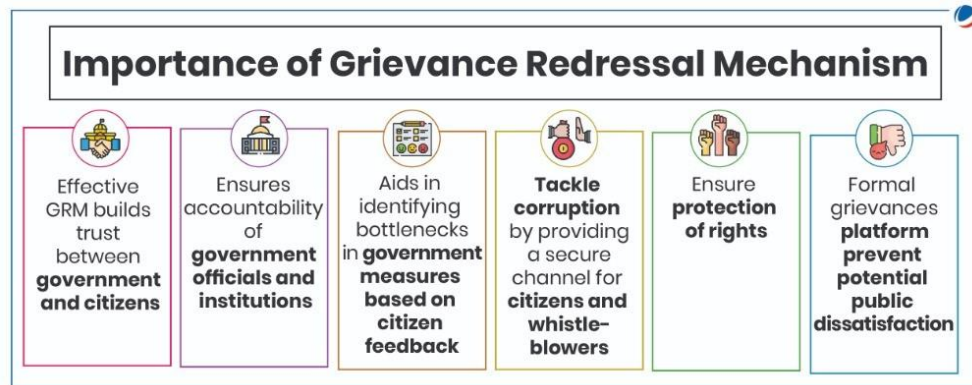 Importance of Grievance Redressal Mechanism
Effective
GRM builds
trust
between
government
and citizens
Ensures
accountability
of
government
officials and
institutions
Aids in
identifying
bottlenecks
in government
measures
based on
citizen
feedback
Tackle
corruption
by providing
a secure
channel for
citizens and
whistle-
blowers
Ensure
protection
of rights
Formal
grievances
platform
prevent
potential
public
dissatisfaction